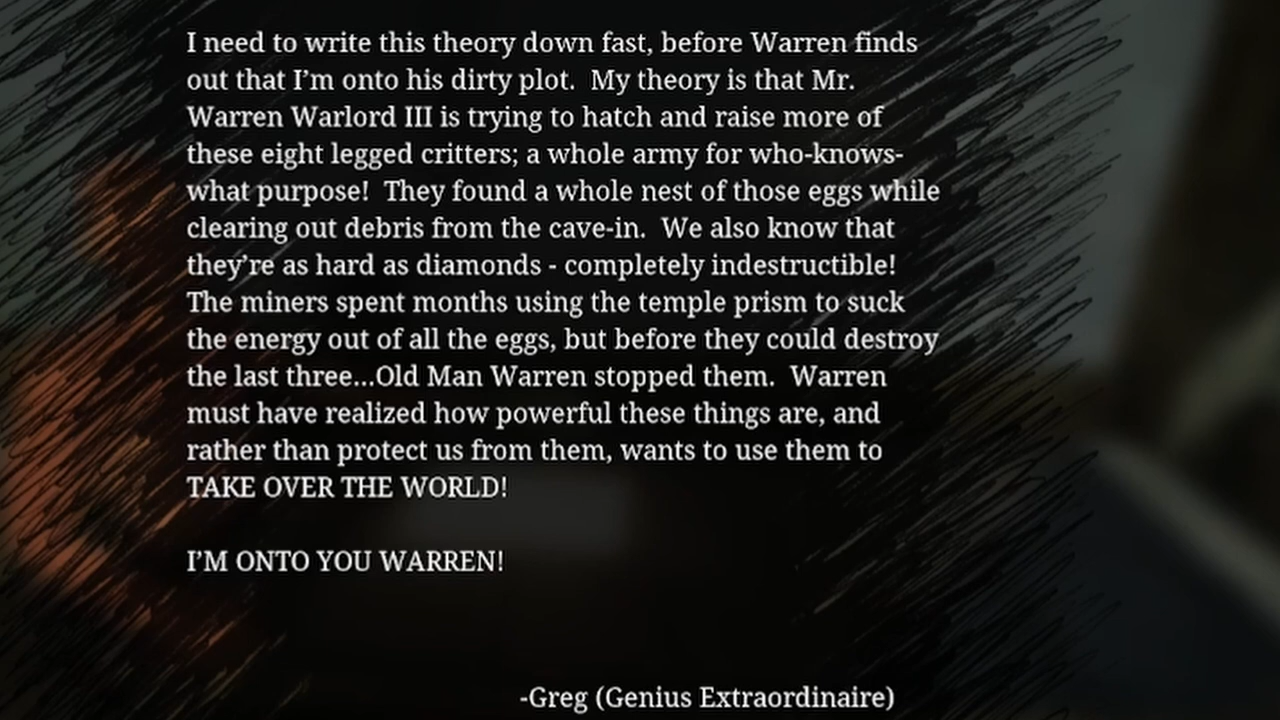 I need to write this theory down fast, before Warren finds
out that I’m onto his dirty plot.  My theory is that Mr.
Warren Warlord III is trying to hatch and raise more of
these eight legged critters; a whole army for who-knows-
what purpose!  They found a whole nest of those eggs while
clearing out debris from the cave-in.  We also know that
they’re as hard as diamonds - completely indestructible!
The miners spent months using the temple prism to suck
the energy out of all the eggs, but before they could destroy
the last three...Old Man Warren stopped them.  Warren
must have realized how powerful these things are, and
rather than protect us from them, wants to use them to
TAKE OVER THE WORLD!
I’M ONTO YOU WARREN!
-Greg (Genius Extraordinaire)